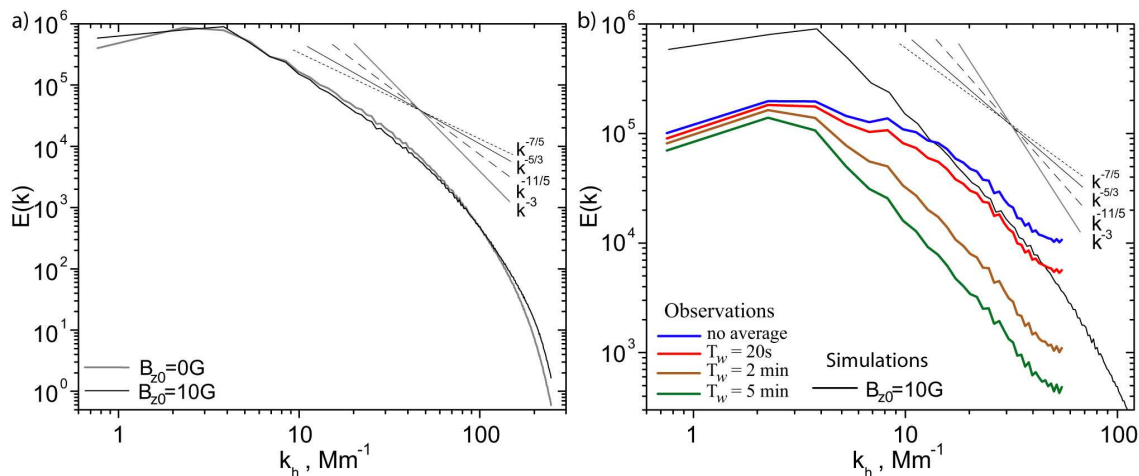 a)
E(k)
10^6
10^5
10^4
10^3
10^2
10^1
10^0
1
10
100
k_h , Mm^-1
k^-7/5
k^-5/3
k^-11/5
k^-3
B_z0=0G
B_z0=10G
b)
E(k)
10^6
10^5
10^4
10^3
1
10
100
k_h , Mm^-1
k^-7/5
k^-5/3
k^-11/5
k^-3
Observations
no average
T_w = 20s
T_w = 2 min
T_w = 5 min
Simulations
B_z0=10G